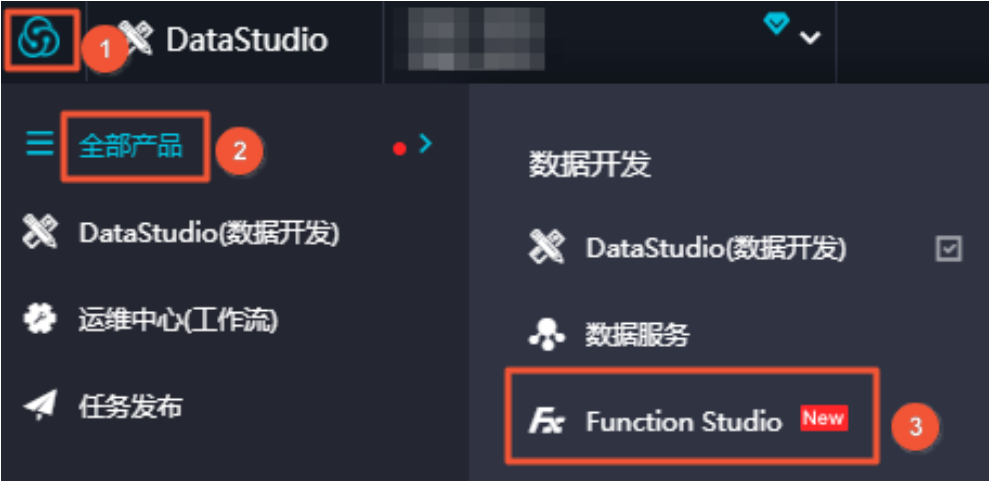 1
DataStudio
全部产品
2
DataStudio(数据开发)
运维中心(工作流)
任务发布
数据开发
DataStudio(数据开发)
数据服务
Fx Function Studio New
3